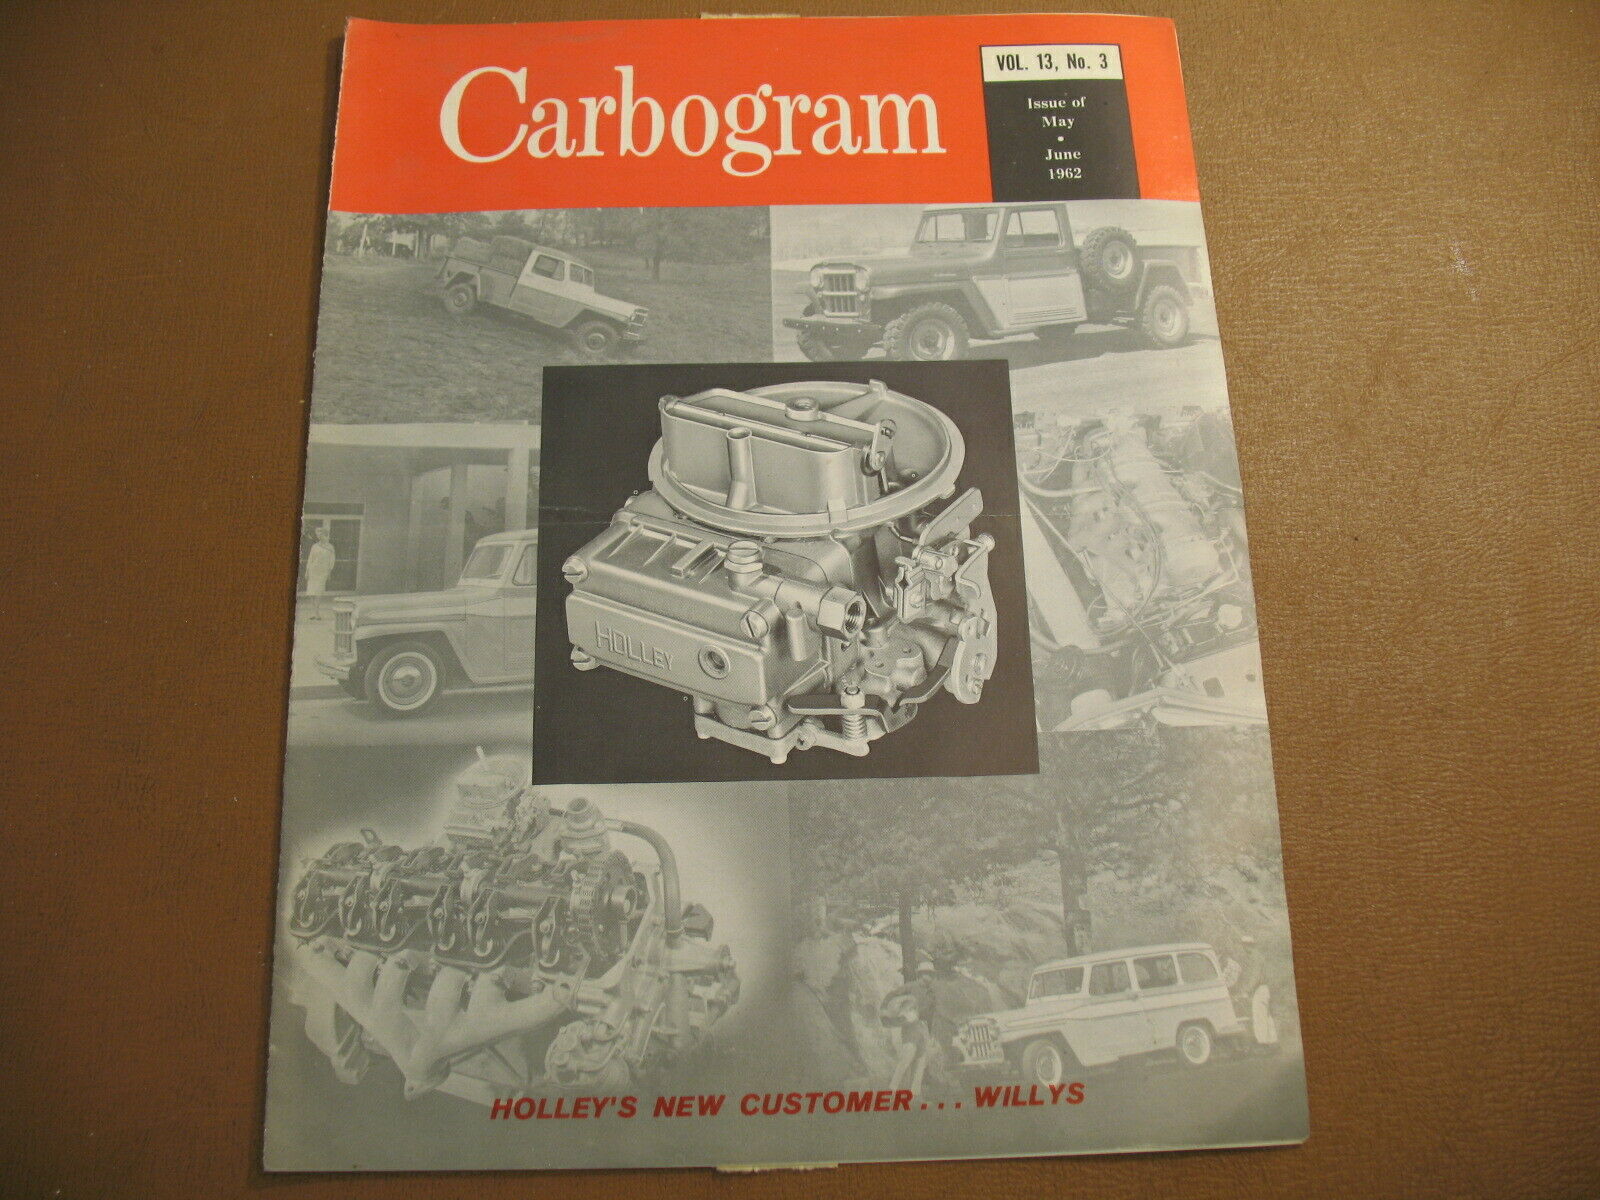 Carbogram
VOL. 13, No. 3
Issue of
May
•
June
1962
HOLLEY
HOLLEY'S NEW CUSTOMER... WILLYS